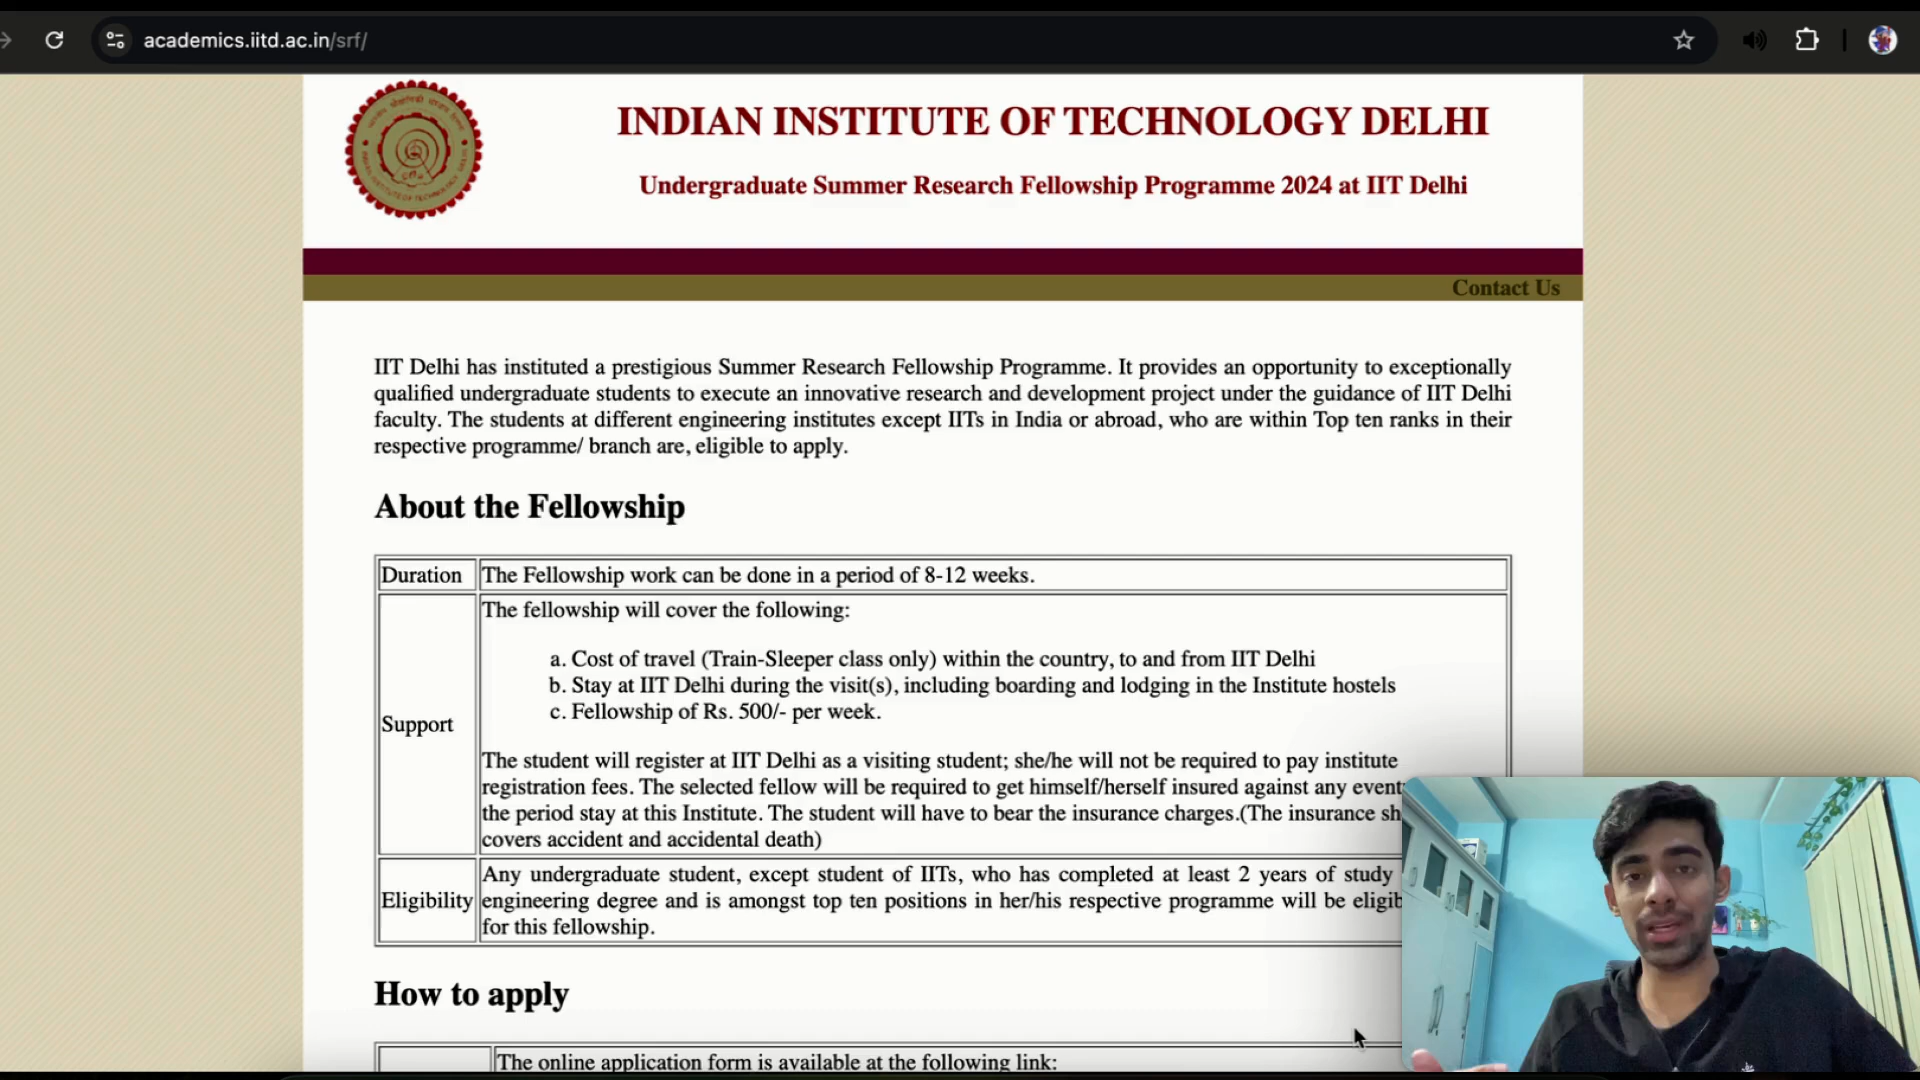 academics.iitd.ac.in/srf/
INDIAN INSTITUTE OF TECHNOLOGY DELHI
Undergraduate Summer Research Fellowship Programme 2024 at IIT Delhi
Contact Us
IIT Delhi has instituted a prestigious Summer Research Fellowship Programme. It provides an opportunity to exceptionally
qualified undergraduate students to execute an innovative research and development project under the guidance of IIT Delhi
faculty. The students at different engineering institutes except IITs in India or abroad, who are within Top ten ranks in their
respective programme/ branch are, eligible to apply.
About the Fellowship
Duration The Fellowship work can be done in a period of 8-12 weeks.
Support
The fellowship will cover the following:
a. Cost of travel (Train-Sleeper class only) within the country, to and from IIT Delhi
b. Stay at IIT Delhi during the visit(s), including boarding and lodging in the Institute hostels
c. Fellowship of Rs. 500/- per week.
The student will register at IIT Delhi as a visiting student; she/he will not be required to pay institute
registration fees. The selected fellow will be required to get himself/herself insured against any event
the period stay at this Institute. The student will have to bear the insurance charges.(The insurance sh
covers accident and accidental death)
Eligibility
Any undergraduate student, except student of IITs, who has completed at least 2 years of study
engineering degree and is amongst top ten positions in her/his respective programme will be eligib
for this fellowship.
How to apply
The online application form is available at the following link: